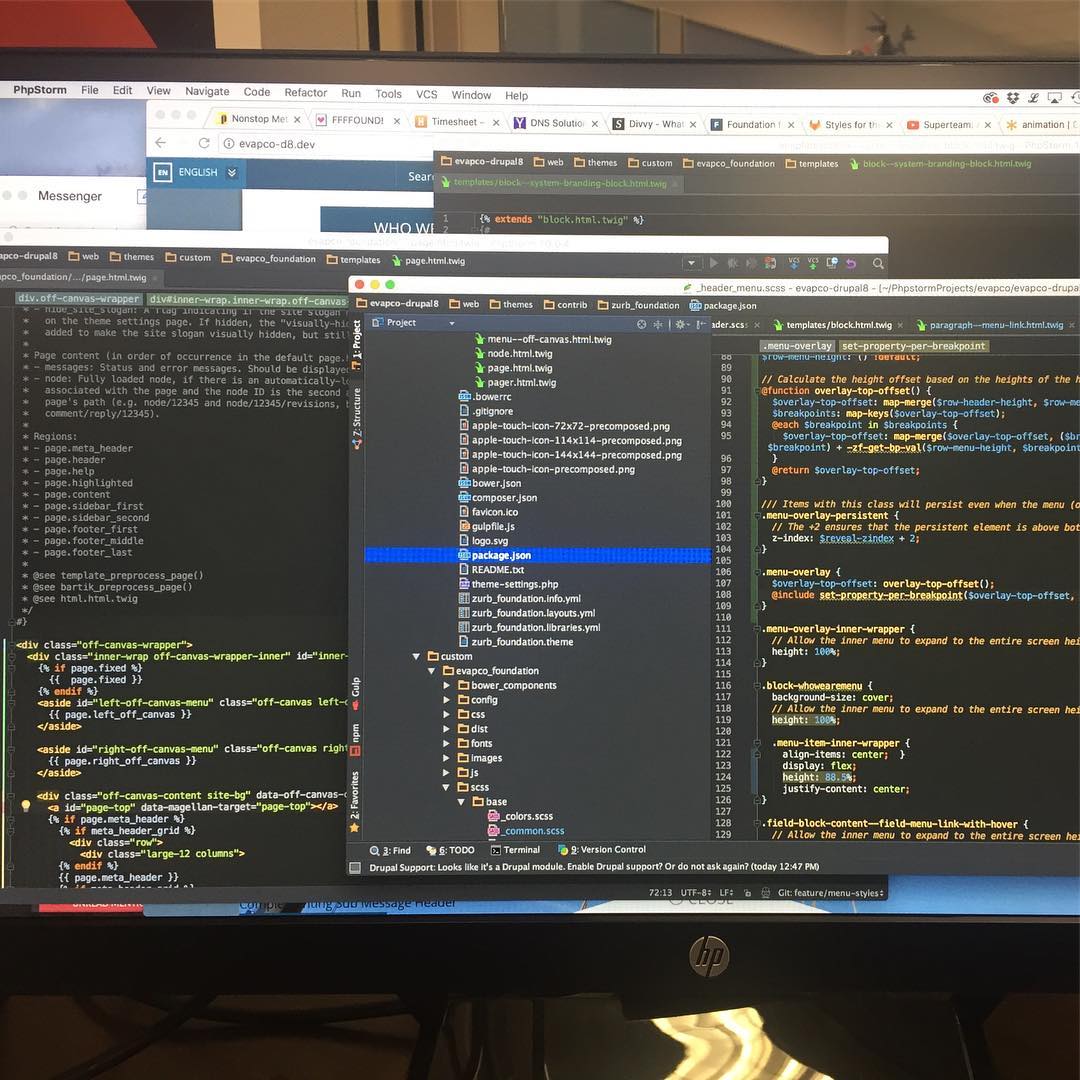 PhpStorm File Edit View Navigate Code Refactor Run Tools VCS Window Help
Nonstop Met FFFFOUND! Timesheet – DNS Solutio Divvy - What Foundation f Styles for the Superteam: animation | G
evapco-d8.dev
EN ENGLISH
Sear
WHO WE
Messenger
evapco-drupal8 web themes custom evapco_foundation templates block--system-branding-block.html.twig
templates/block--system-branding-block.html.twig
1 {% extends "block.html.twig" %}
2 {#
apco-drupal8 web themes custom evapco_foundation templates page.html.twig
apco_foundation/.../page.html.twig
div.off-canvas-wrapper div#inner-wrap.inner-wrap.off-canvas-
* - hide_site_slogan: A flag indicating if the site slogan
* on the theme settings page. If hidden, the "visually-hi
* added to make the site slogan visually hidden, but still
*
* Page content (in order of occurrence in the default page.h
* - messages: Status and error messages. Should be displayed
* - node: Fully loaded node, if there is an automatically-lo
* associated with the page and the node ID is the second a
* page's path (e.g. node/12345 and node/12345/revisions, b
* comment/reply/12345).
*
* Regions:
* - page.meta_header
* - page.header
* - page.help
* - page.highlighted
* - page.content
* - page.sidebar_first
* - page.sidebar_second
* - page.footer_first
* - page.footer_middle
* - page.footer_last
*
* @see template_preprocess_page()
* @see bartik_preprocess_page()
* @see html.html.twig
*/
#}
<div class="off-canvas-wrapper">
<div class="inner-wrap off-canvas-wrapper-inner" id="inner-
{% if page.fixed %}
{{ page.fixed }}
{% endif %}
<aside id="left-off-canvas-menu" class="off-canvas left-o
{{ page.left_off_canvas }}
</aside>
<aside id="right-off-canvas-menu" class="off-canvas righ
{{ page.right_off_canvas }}
</aside>
<div class="off-canvas-content site-bg" data-off-canvas-c
<a id="page-top" data-magellan-target="page-top"></a>
{% if page.meta_header %}
{% if meta_header_grid %}
<div class="row">
<div class="large-12 columns">
{% endif %}
{{ page.meta_header }}
{% if meta_header_grid %}
_header_menu.scss - evapco-drupal8 - [~/PhpstormProjects/evapco/evapco-drupa
evapco-drupal8 web themes contrib zurb_foundation package.json
Project
1: Project
7: Structure
Gulp
npm
2: Favorites
menu--off-canvas.html.twig
node.html.twig
page.html.twig
pager.html.twig
.bowerrc
.gitignore
apple-touch-icon-72x72-precomposed.png
apple-touch-icon-114x114-precomposed.png
apple-touch-icon-144x144-precomposed.png
apple-touch-icon-precomposed.png
bower.json
composer.json
favicon.ico
gulpfile.js
logo.svg
package.json
README.txt
theme-settings.php
zurb_foundation.info.yml
zurb_foundation.layouts.yml
zurb_foundation.libraries.yml
zurb_foundation.theme
custom
evapco_foundation
bower_components
config
css
dist
fonts
images
js
scss
base
_colors.scss
_common.scss
ader.scss templates/block.html.twig paragraph--menu-link.html.twig
.menu-overlay set-property-per-breakpoint
88 $row-menu-height: () !default;
89
90 // Calculate the height offset based on the heights of the h
91 @function overlay-top-offset() {
92 $overlay-top-offset: map-merge($row-header-height, $row-me
93 $breakpoints: map-keys($overlay-top-offset);
94 @each $breakpoint in $breakpoints {
95 $overlay-top-offset: map-merge($overlay-top-offset, ($br
$breakpoint) + -zf-get-bp-val($row-menu-height, $breakpoin
96 }
97 @return $overlay-top-offset;
98 }
99
100 /// Items with this class will persist even when the menu (o
101 .menu-overlay-persistent {
102 // The +2 ensures that the persistent element is above bot
103 z-index: $reveal-zindex + 2;
104 }
105
106 .menu-overlay {
107 $overlay-top-offset: overlay-top-offset();
108 @include set-property-per-breakpoint($overlay-top-offset,
109 }
110
111 .menu-overlay-inner-wrapper {
112 // Allow the inner menu to expand to the entire screen hei
113 height: 100%;
114 }
115
116 .block-whowearemenu {
117 background-size: cover;
118 // Allow the inner menu to expand to the entire screen hei
119 height: 100%;
120
121 .menu-item-inner-wrapper {
122 align-items: center; }
123 display: flex;
124 height: 88.5%;
125 justify-content: center;
126 }
127
128 .field-block-content--field-menu-link-with-hover {
129 // Allow the inner menu to expand to the entire screen hei
3: Find 6: TODO Terminal 9: Version Control
Drupal Support: Looks like it's a Drupal module. Enable Drupal support? Or do not ask again? (today 12:47 PM)
72:13 UTF-8 LF Git: feature/menu-styles
Message Header
CLOSE
hp